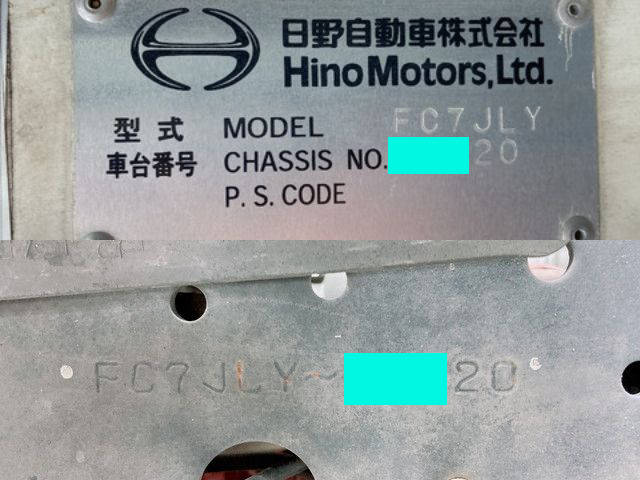 日野自動車株式会社
Hino Motors, Ltd.
型式 MODEL FC7JLY
車台番号 CHASSIS NO. 20
P. S. CODE
FC7JLY~ 20